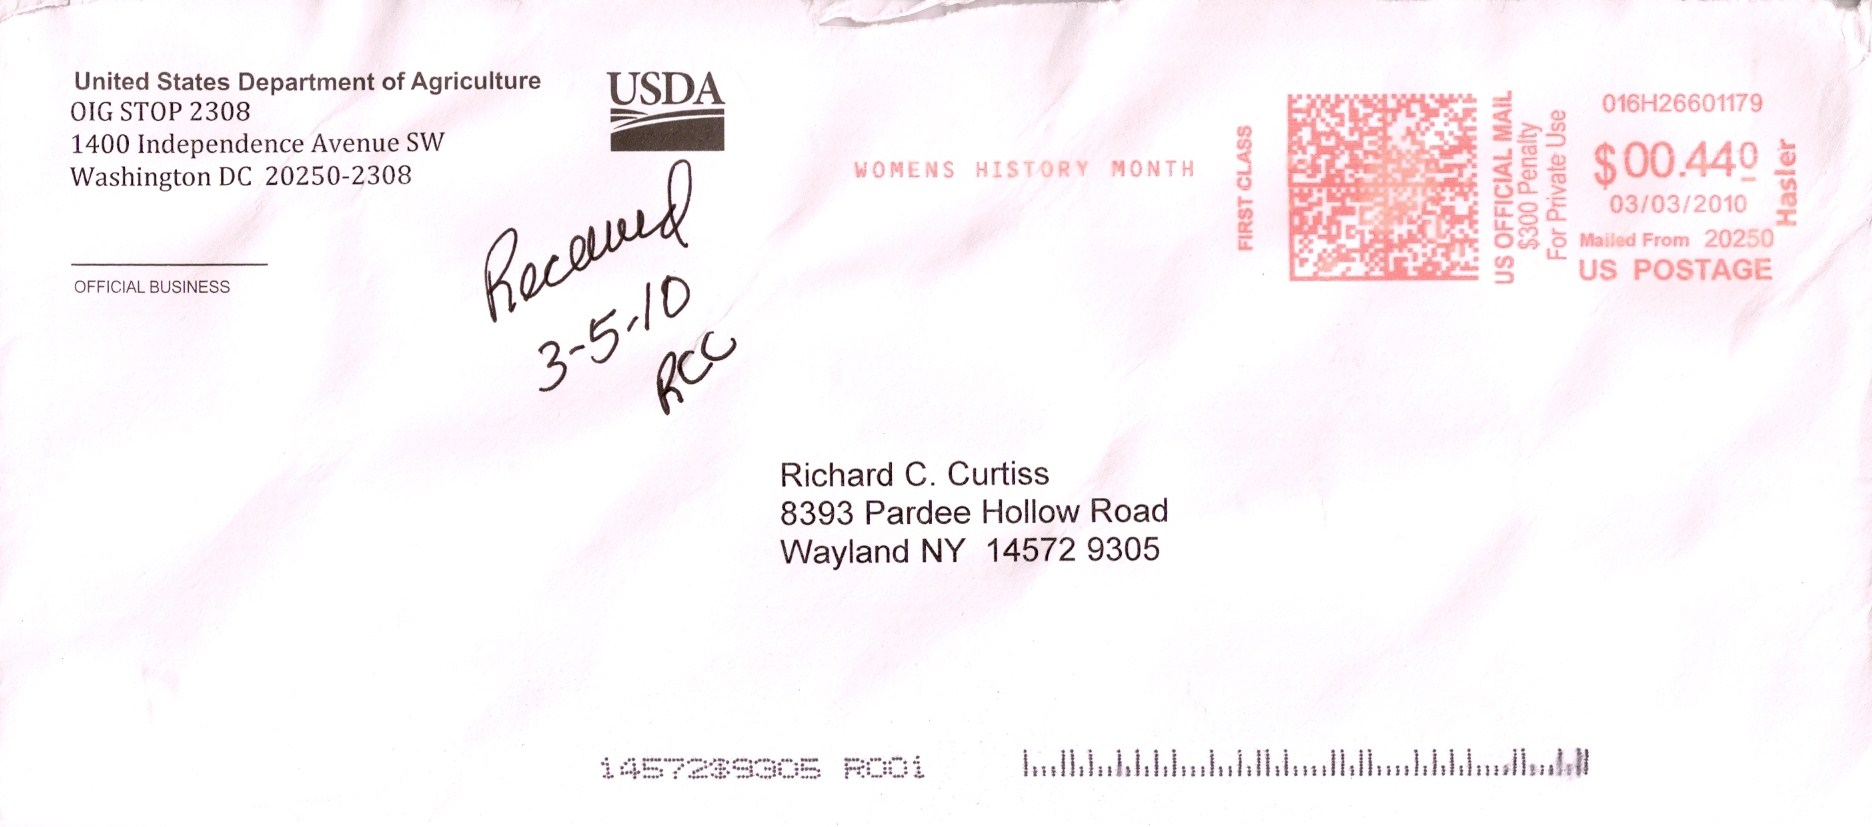 United States Department of Agriculture
OIG STOP 2308
1400 Independence Avenue SW
Washington DC 20250-2308
OFFICIAL BUSINESS
USDA
Received
3-5-10
RCC
WOMENS HISTORY MONTH
FIRST CLASS
US OFFICIAL MAIL
$300 Penalty
For Private Use
016H26601179
$00.440
03/03/2010
Mailed From 20250
US POSTAGE
Hasler
Richard C. Curtiss
8393 Pardee Hollow Road
Wayland NY 14572 9305
14572$9305 R001